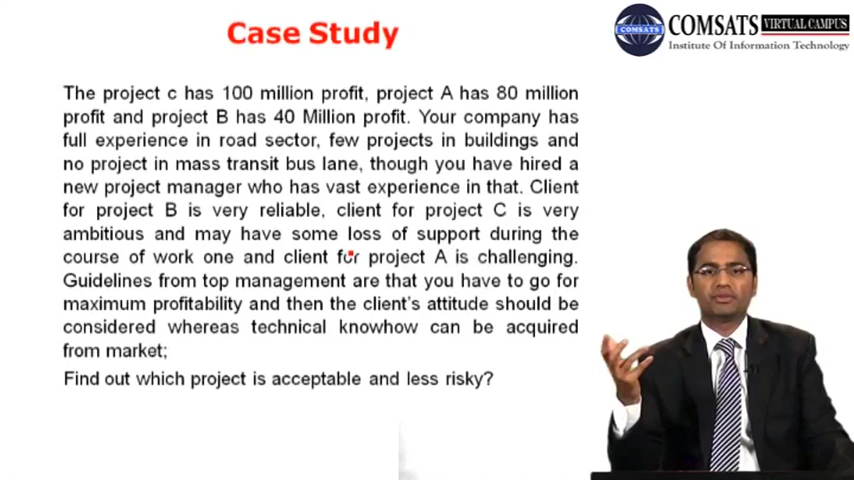 Case Study
COMSATS VIRTUAL CAMPUS
Institute Of Information Technology
COMSATS
The project c has 100 million profit, project A has 80 million
profit and project B has 40 Million profit. Your company has
full experience in road sector, few projects in buildings and
no project in mass transit bus lane, though you have hired a
new project manager who has vast experience in that. Client
for project B is very reliable, client for project C is very
ambitious and may have some loss of support during the
course of work one and client for project A is challenging.
Guidelines from top management are that you have to go for
maximum profitability and then the client's attitude should be
considered whereas technical knowhow can be acquired
from market;
Find out which project is acceptable and less risky?